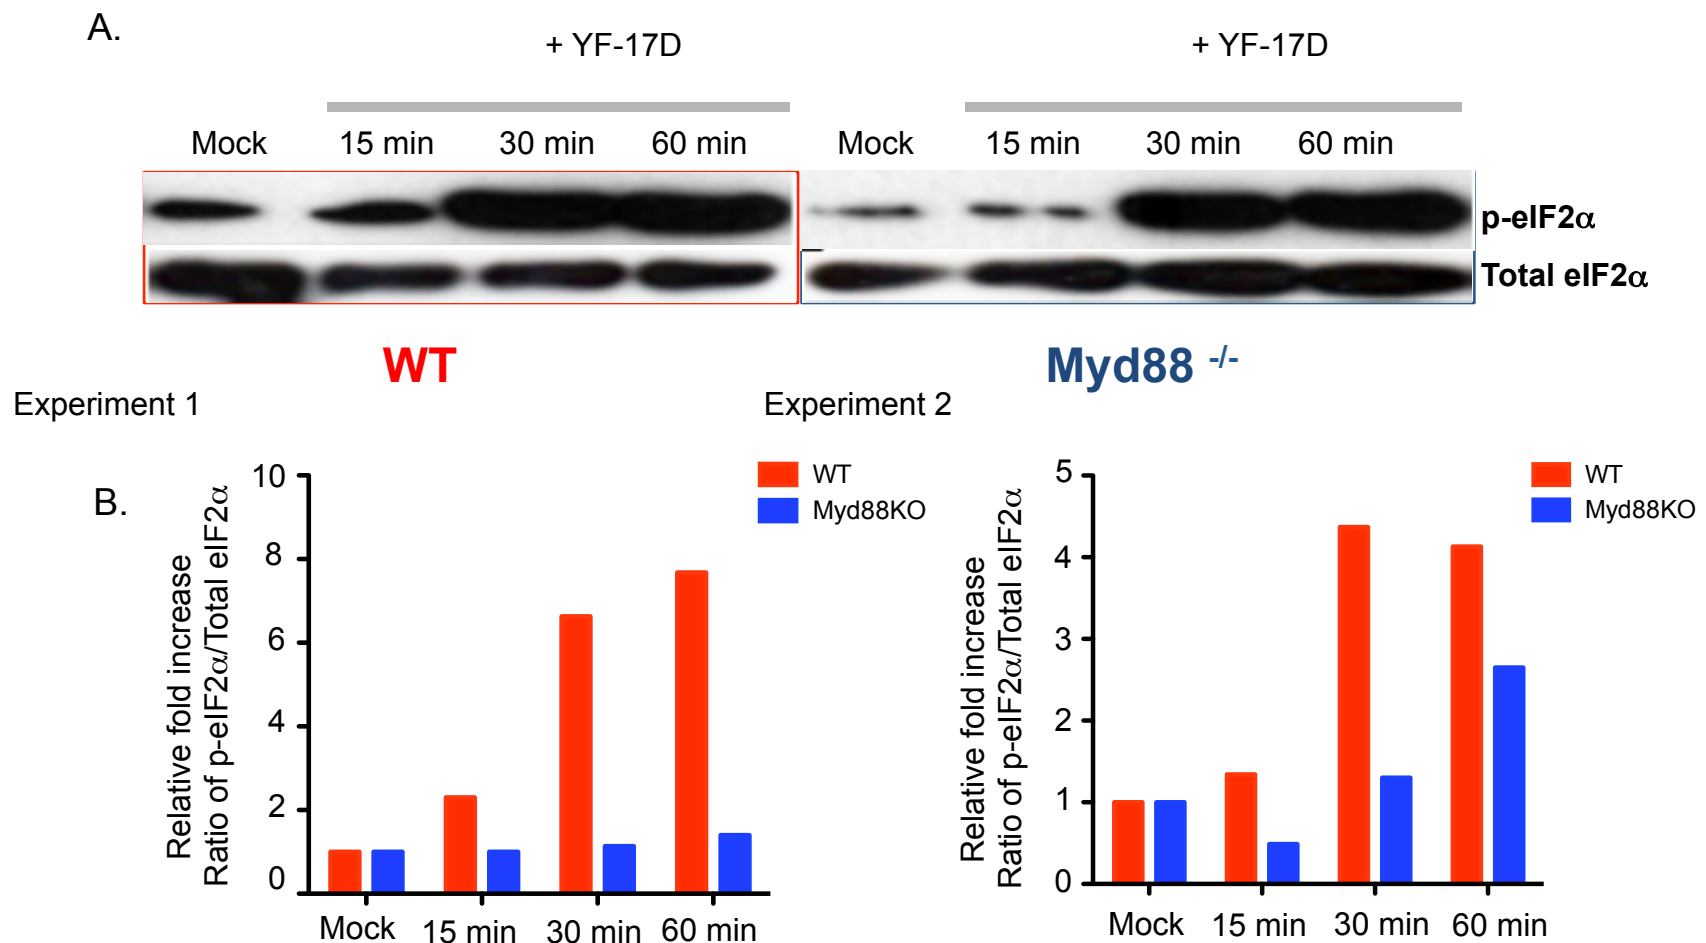 A.
+ YF-17D
+ YF-17D
Mock 15 min 30 min 60 min Mock 15 min 30 min 60 min
p-eIF2α
Total eIF2α
WT
Myd88 -/-
Experiment 1
Experiment 2
B.
Relative fold increase
Ratio of p-eIF2α/Total eIF2α
10
8
6
4
2
0
Mock 15 min 30 min 60 min
WT
Myd88KO
Relative fold increase
Ratio of p-eIF2α/Total eIF2α
5
4
3
2
1
0
Mock 15 min 30 min 60 min
WT
Myd88KO